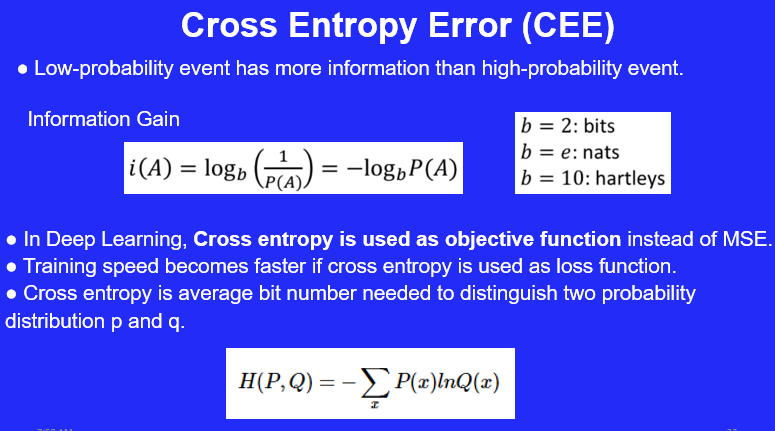 Cross Entropy Error (CEE)
● Low-probability event has more information than high-probability event.
Information Gain
i(A) = log_b (1/P(A)) = −log_b P(A)
b = 2: bits
b = e: nats
b = 10: hartleys
● In Deep Learning, Cross entropy is used as objective function instead of MSE.
● Training speed becomes faster if cross entropy is used as loss function.
● Cross entropy is average bit number needed to distinguish two probability
distribution p and q.
H(P,Q) = − ∑_x P(x)lnQ(x)